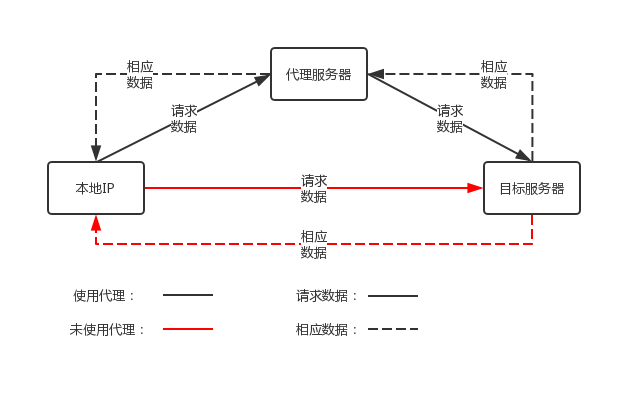 代理服务器
相应
数据
相应
数据
请求
数据
请求
数据
本地IP
请求
数据
目标服务器
相应
数据
使用代理：
请求数据：
未使用代理：
相应数据：